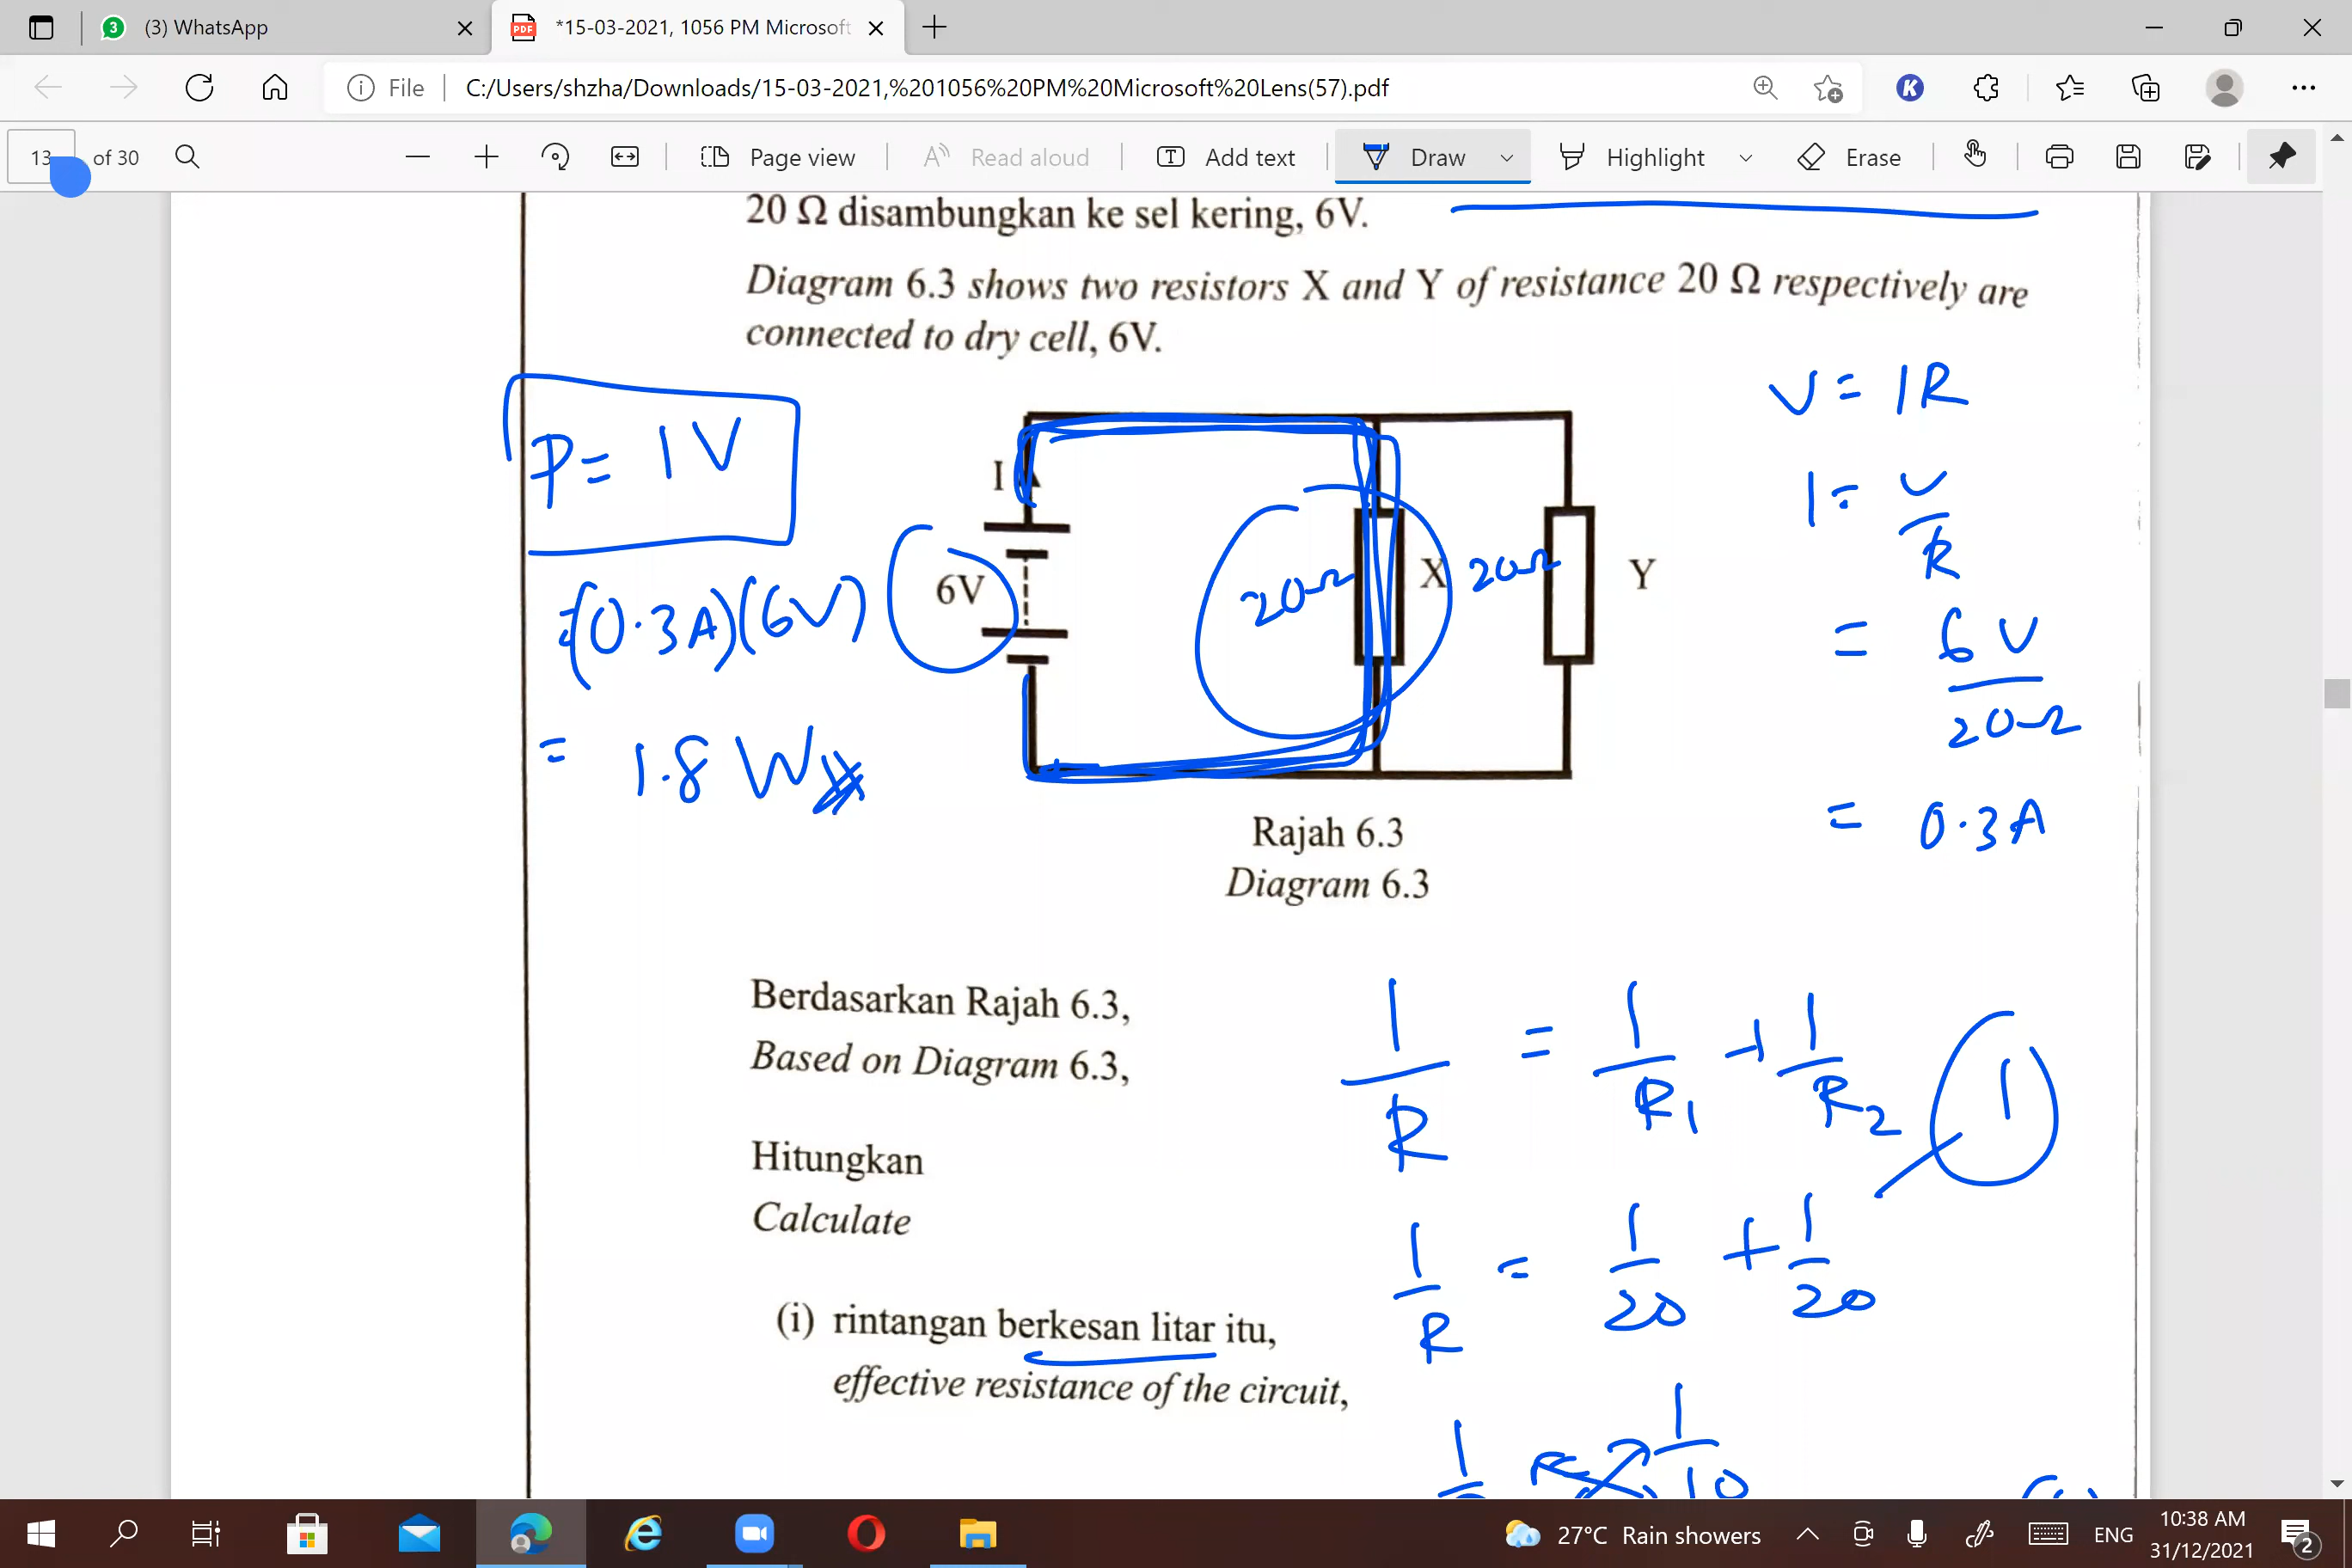 (3) WhatsApp
*15-03-2021, 1056 PM Microsoft
File
C:/Users/shzha/Downloads/15-03-2021,%201056%20PM%20Microsoft%20Lens(57).pdf
13 of 30
Page view
Read aloud
Add text
Draw
Highlight
Erase
20 Ω disambungkan ke sel kering, 6V.
Diagram 6.3 shows two resistors X and Y of resistance 20 Ω respectively are
connected to dry cell, 6V.
P = IV
=(0.3A)(6V)
= 1.8 W
I
6V
20Ω
X
20Ω
Y
V = IR
I = V/R
= 6V/20Ω
= 0.3A
Rajah 6.3
Diagram 6.3
Berdasarkan Rajah 6.3,
Based on Diagram 6.3,
Hitungkan
Calculate
1/R = 1/R1 + 1/R2
1
1/R = 1/20 + 1/20
(i) rintangan berkesan litar itu,
effective resistance of the circuit,
1/10
27°C Rain showers
ENG
10:38 AM
31/12/2021
2